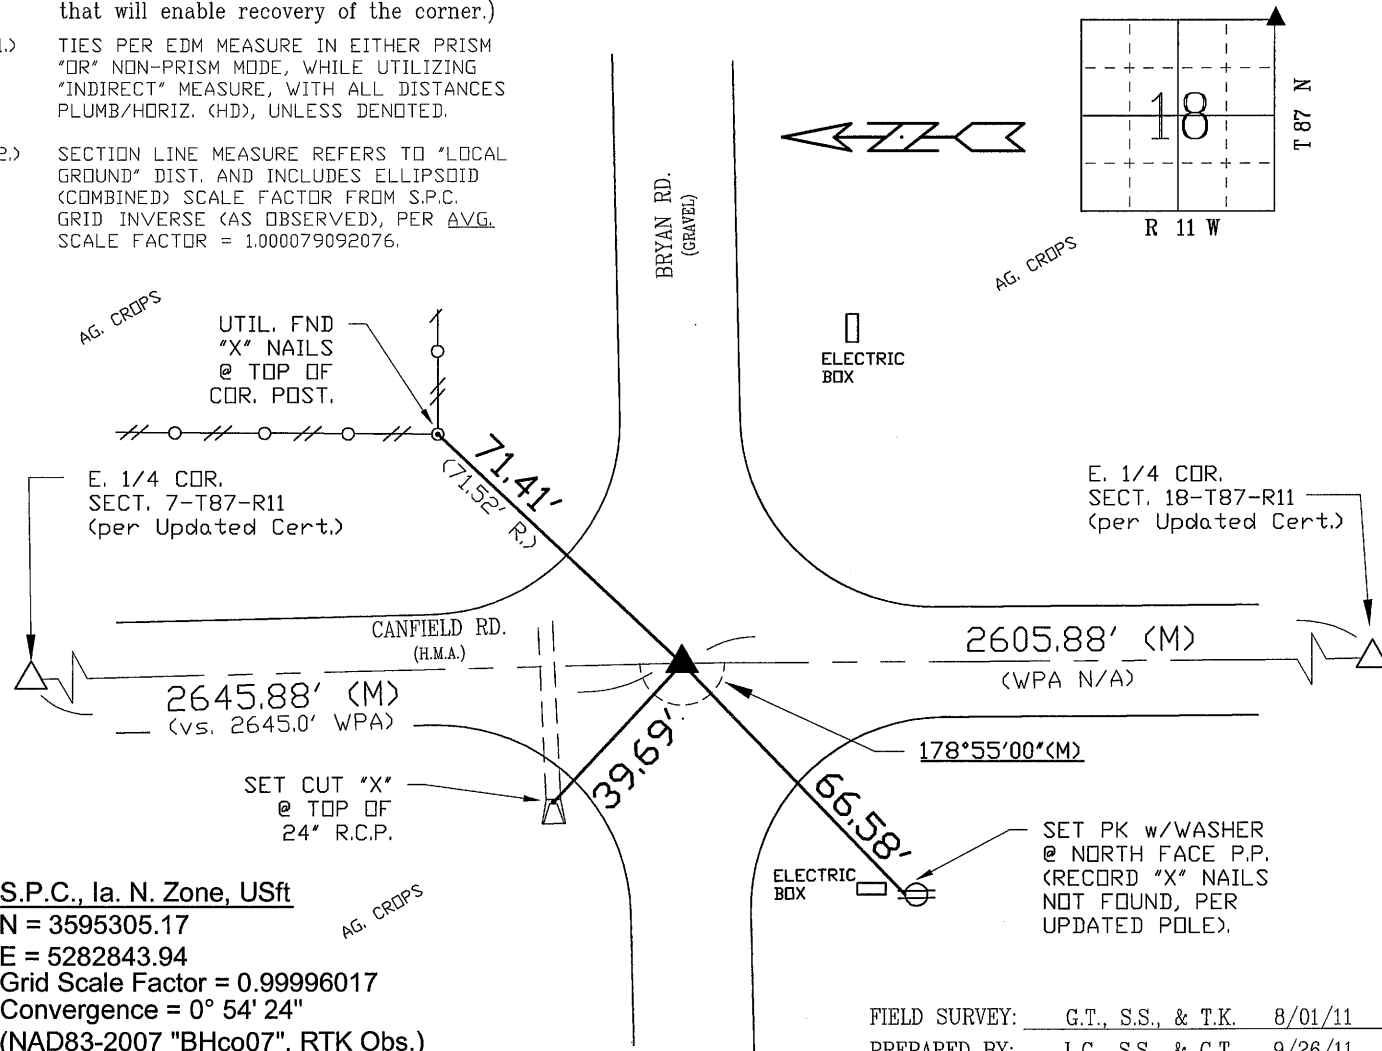 that will enable recovery of the corner.)
1.) TIES PER EDM MEASURE IN EITHER PRISM
"OR" NON-PRISM MODE, WHILE UTILIZING
"INDIRECT" MEASURE, WITH ALL DISTANCES
PLUMB/HORIZ. (HD), UNLESS DENOTED.
2.) SECTION LINE MEASURE REFERS TO "LOCAL
GROUND" DIST. AND INCLUDES ELLIPSOID
(COMBINED) SCALE FACTOR FROM S.P.C.
GRID INVERSE (AS OBSERVED), PER AVG.
SCALE FACTOR = 1.000079092076.
N
18
T 87 N
R 11 W
BRYAN RD.
(GRAVEL)
AG. CROPS
AG. CROPS
UTIL. FND
"X" NAILS
@ TOP OF
COR. POST.
ELECTRIC
BOX
71.41'
(71.52' R.)
E. 1/4 COR.
SECT. 7-T87-R11
(per Updated Cert.)
E. 1/4 COR.
SECT. 18-T87-R11
(per Updated Cert.)
CANFIELD RD.
(H.M.A.)
2645.88' (M)
(vs. 2645.0' WPA)
2605.88' (M)
(WPA N/A)
178°55'00"(M)
39.69'
66.58'
SET CUT "X"
@ TOP OF
24" R.C.P.
SET PK w/WASHER
@ NORTH FACE P.P.
(RECORD "X" NAILS
NOT FOUND, PER
UPDATED POLE).
ELECTRIC
BOX
AG. CROPS
S.P.C., Ia. N. Zone, USft
N = 3595305.17
E = 5282843.94
Grid Scale Factor = 0.99996017
Convergence = 0° 54' 24"
(NAD83-2007 "BHco07", RTK Obs.)
FIELD SURVEY: G.T., S.S., & T.K. 8/01/11
PREPARED BY: S.S. & 9/26/11